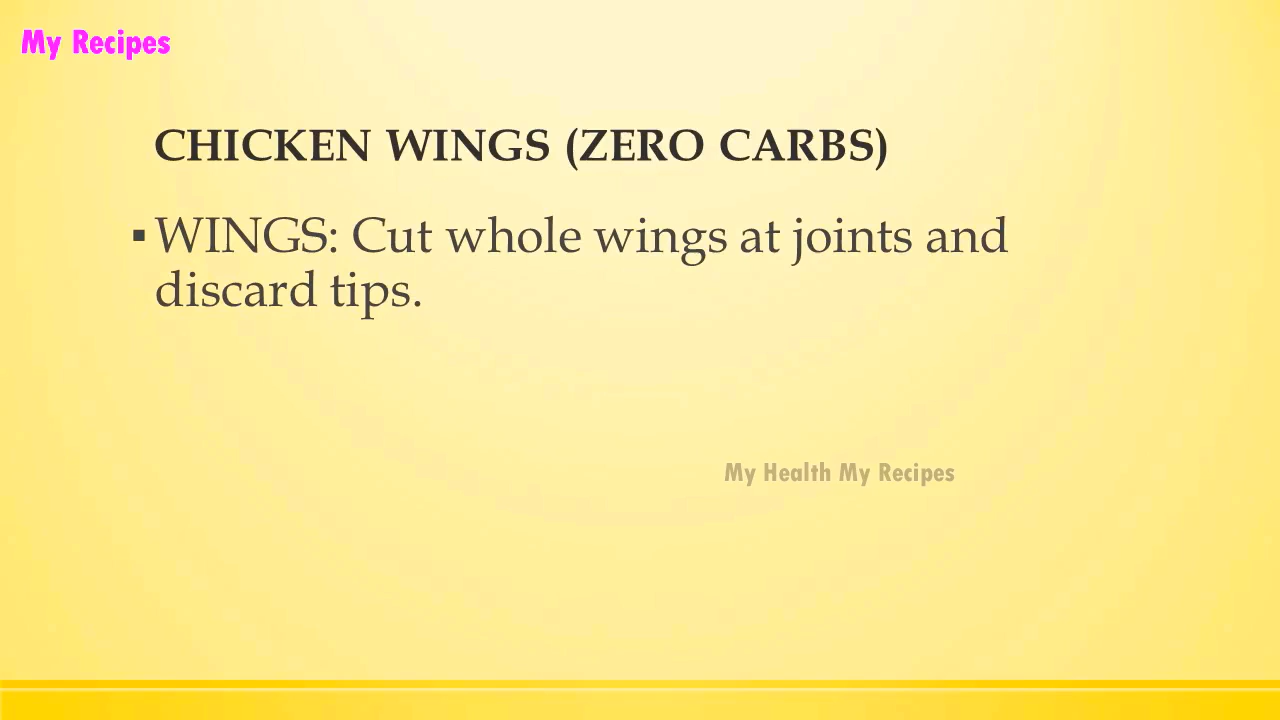 My Recipes
CHICKEN WINGS (ZERO CARBS)
▪ WINGS: Cut whole wings at joints and
discard tips.
My Health My Recipes